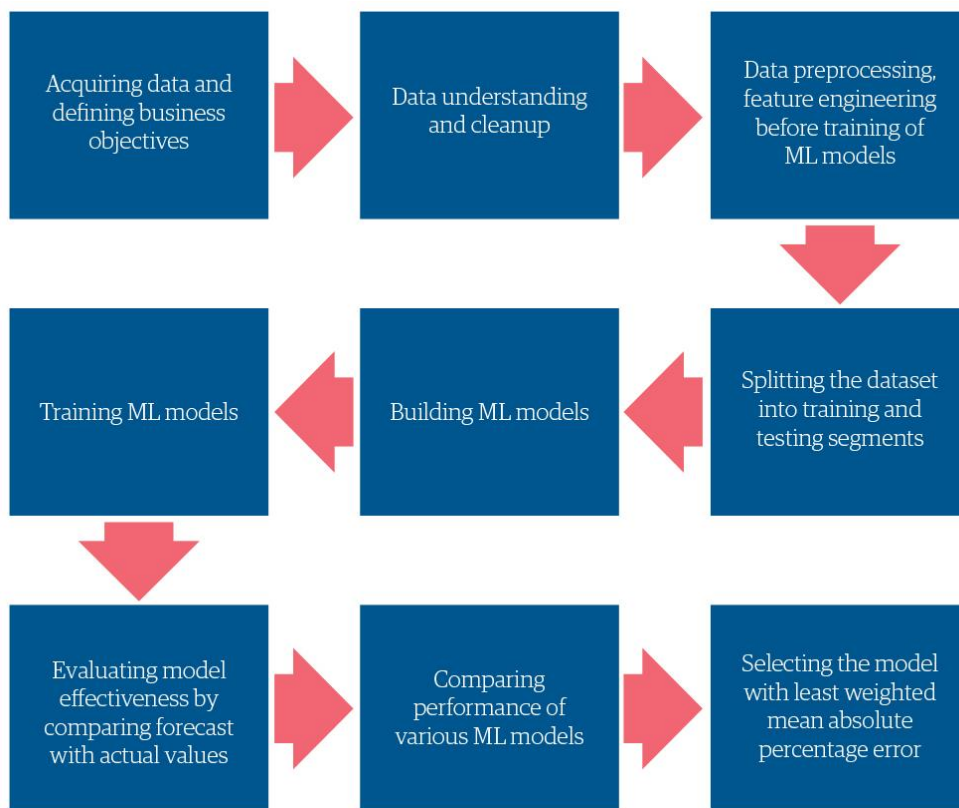 Acquiring data and
defining business
objectives
Data understanding
and cleanup
Data preprocessing,
feature engineering
before training of
ML models
Splitting the dataset
into training and
testing segments
Building ML models
Training ML models
Evaluating model
effectiveness by
comparing forecast
with actual values
Comparing
performance of
various ML models
Selecting the model
with least weighted
mean absolute
percentage error